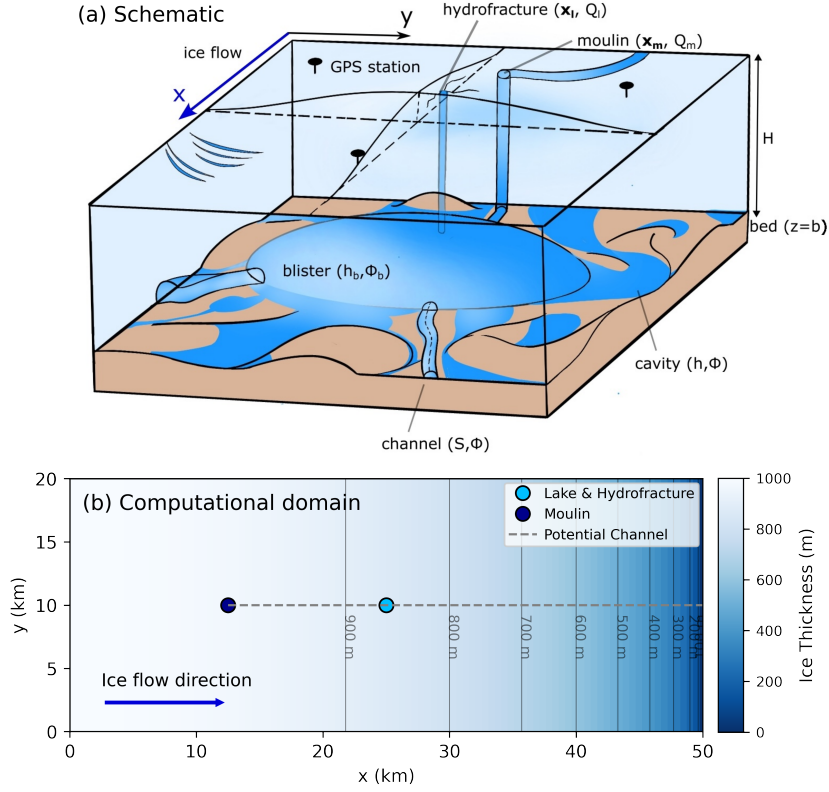 (a) Schematic
y
hydrofracture (x_l, Q_l)
ice flow
moulin (x_m, Q_m)
GPS station
x
H
bed (z=b)
blister (h_b,Φ_b)
cavity (h,Φ)
channel (S,Φ)
(b) Computational domain
Lake & Hydrofracture
Moulin
Potential Channel
900 m
800 m
700 m
600 m
500 m
400 m
300 m
200 m
Ice flow direction
20
15
10
5
0
y (km)
0
10
20
30
40
50
x (km)
1000
800
600
400
200
0
Ice Thickness (m)